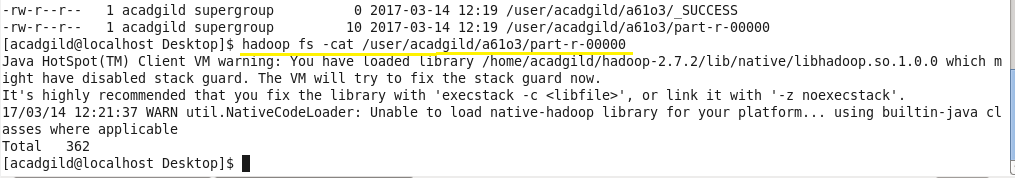 -rw-r--r--   1 acadgild supergroup          0 2017-03-14 12:19 /user/acadgild/a61o3/_SUCCESS
-rw-r--r--   1 acadgild supergroup         10 2017-03-14 12:19 /user/acadgild/a61o3/part-r-00000
[acadgild@localhost Desktop]$ hadoop fs -cat /user/acadgild/a61o3/part-r-00000
Java HotSpot(TM) Client VM warning: You have loaded library /home/acadgild/hadoop-2.7.2/lib/native/libhadoop.so.1.0.0 which m
ight have disabled stack guard. The VM will try to fix the stack guard now.
It's highly recommended that you fix the library with 'execstack -c <libfile>', or link it with '-z noexecstack'.
17/03/14 12:21:37 WARN util.NativeCodeLoader: Unable to load native-hadoop library for your platform... using builtin-java cl
asses where applicable
Total   362
[acadgild@localhost Desktop]$